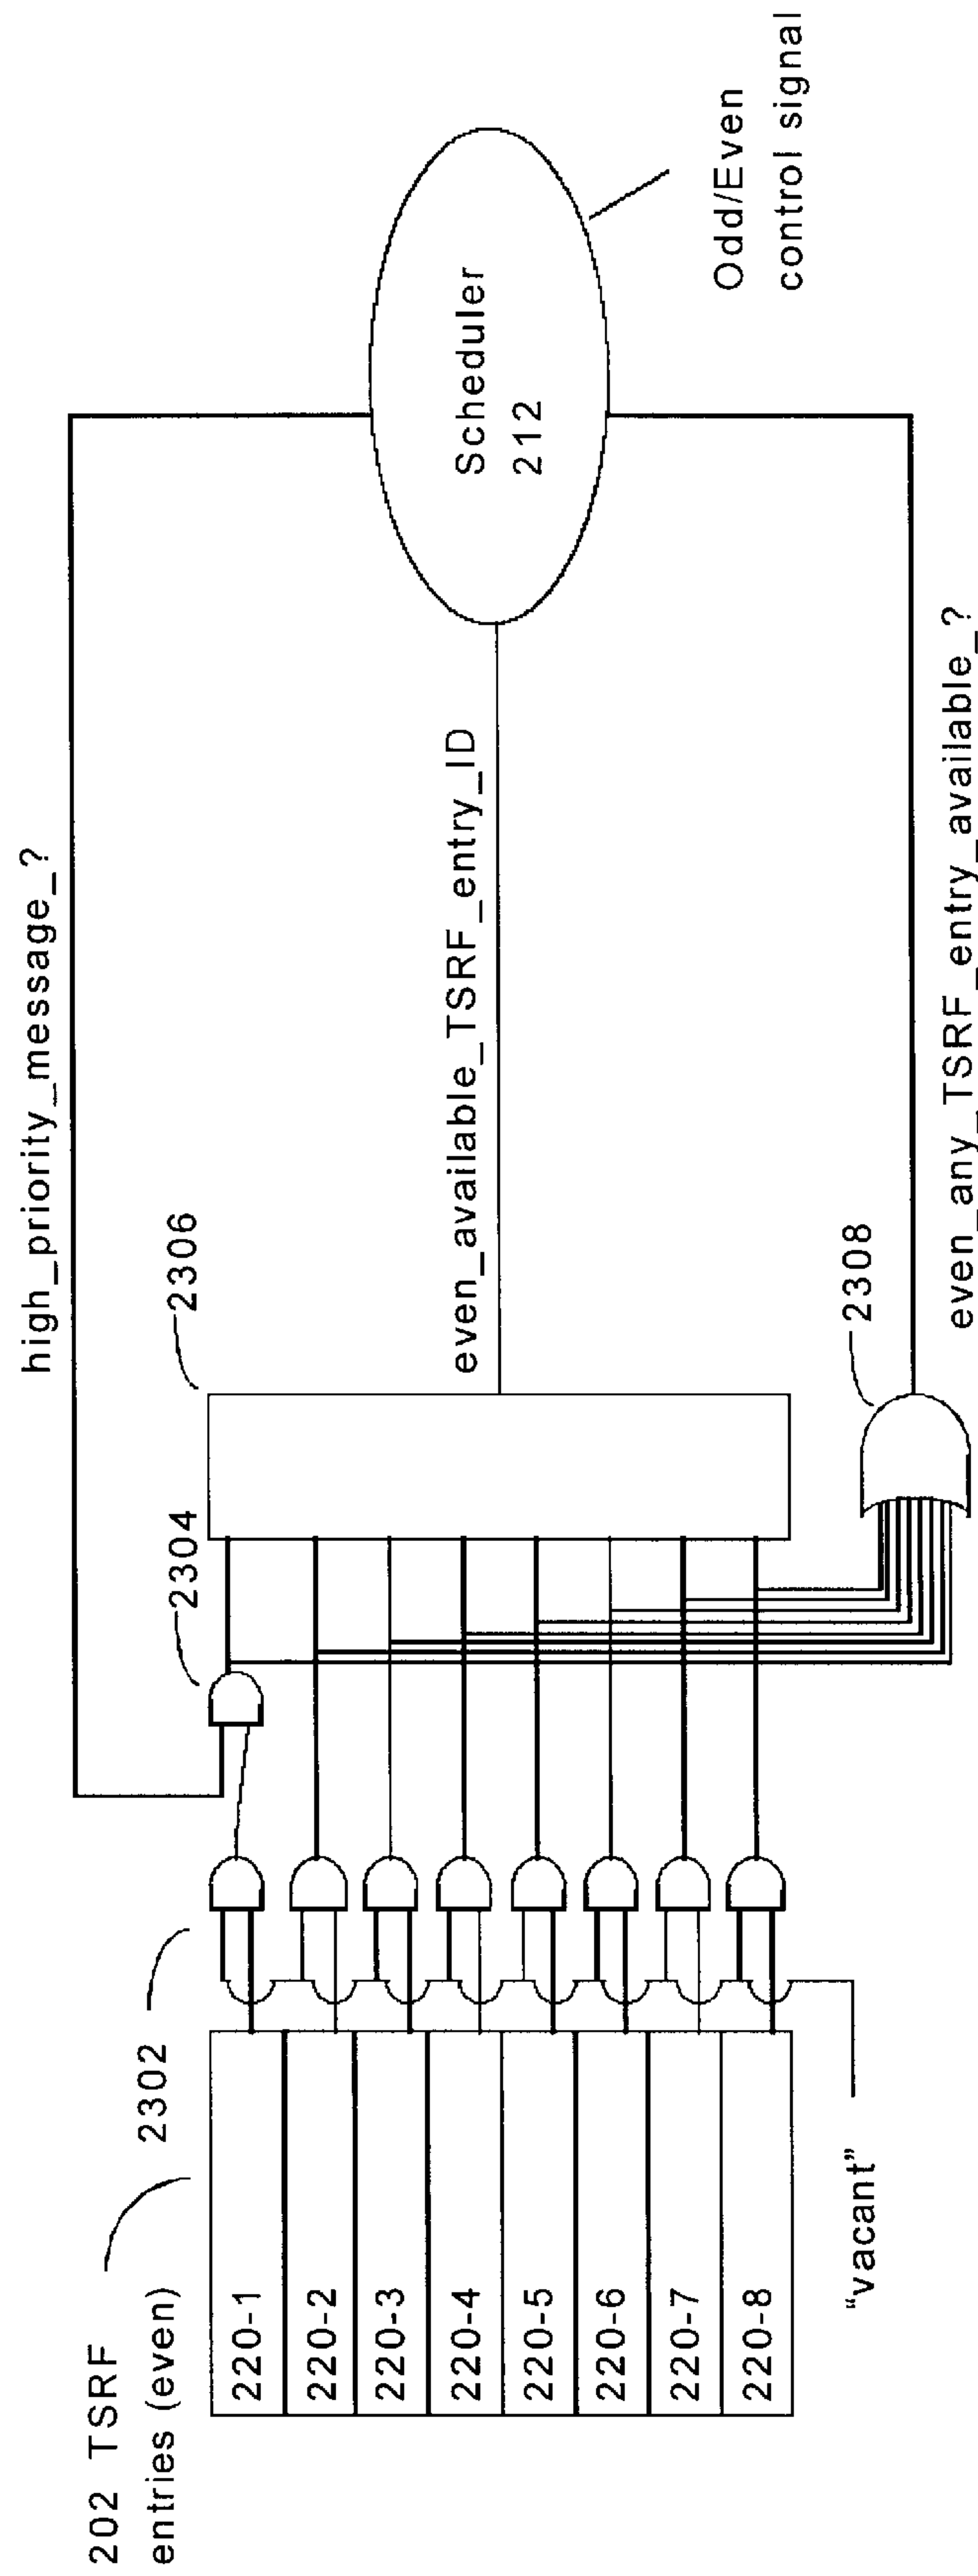 202 TSRF
entries (even)
2302
220-1
220-2
220-3
220-4
220-5
220-6
220-7
220-8
"vacant"
high_priority_message_?
2304
2306
even_available_TSRF_entry_ID
2308
even_any_TSRF_entry_available_?
Scheduler
212
Odd/Even
control signal